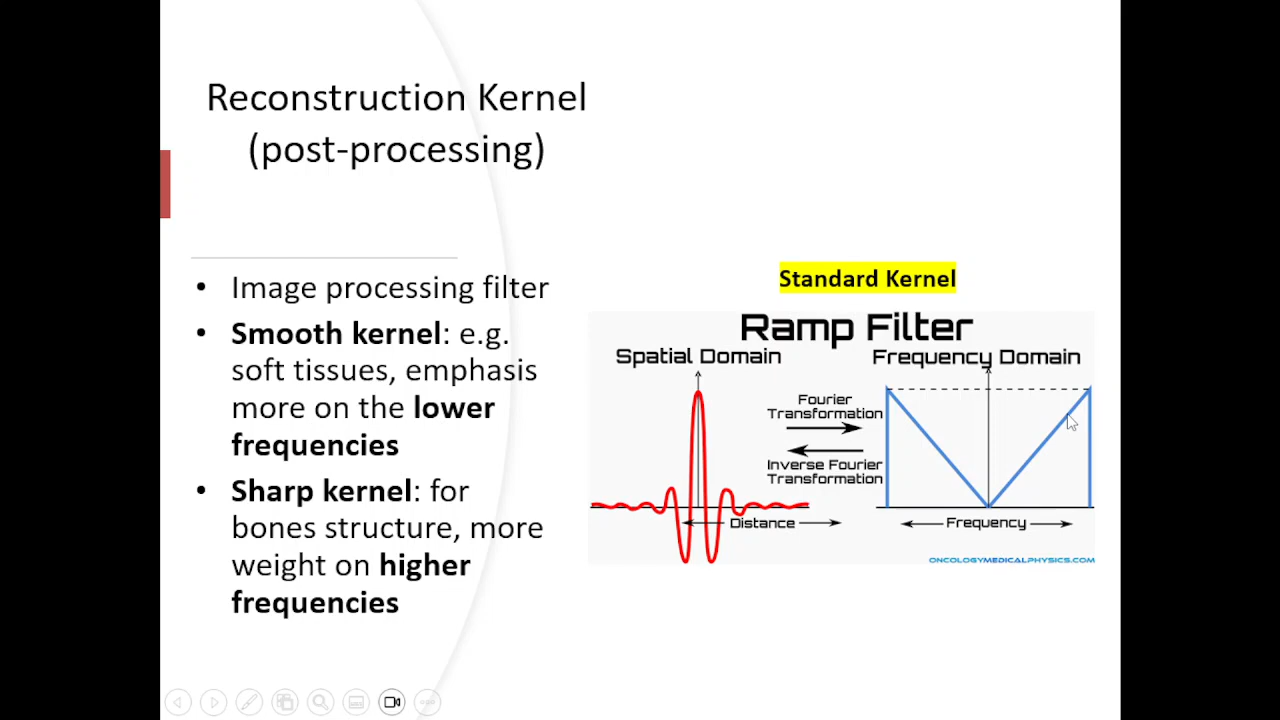 Reconstruction Kernel
(post-processing)
• Image processing filter
• Smooth kernel: e.g.
soft tissues, emphasis
more on the lower
frequencies
• Sharp kernel: for
bones structure, more
weight on higher
frequencies
Standard Kernel
Ramp Filter
Spatial Domain
Frequency Domain
Fourier
Transformation
Inverse Fourier
Transformation
Distance
Frequency
ONCOLOGYMEDICALPHYSICS.COM